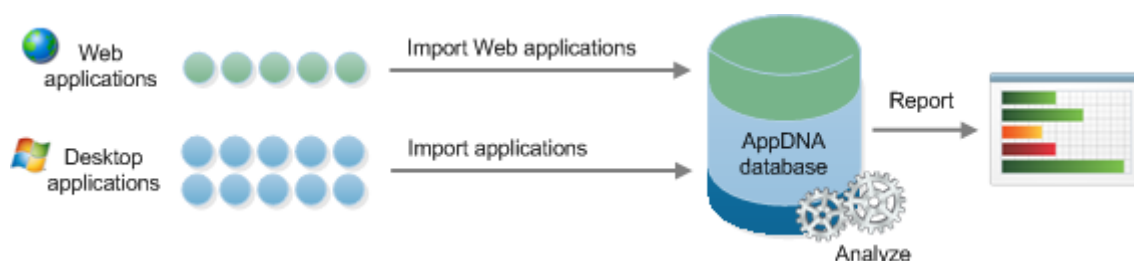 Web
applications
Import Web applications
Desktop
applications
Import applications
AppDNA
database
Analyze
Report